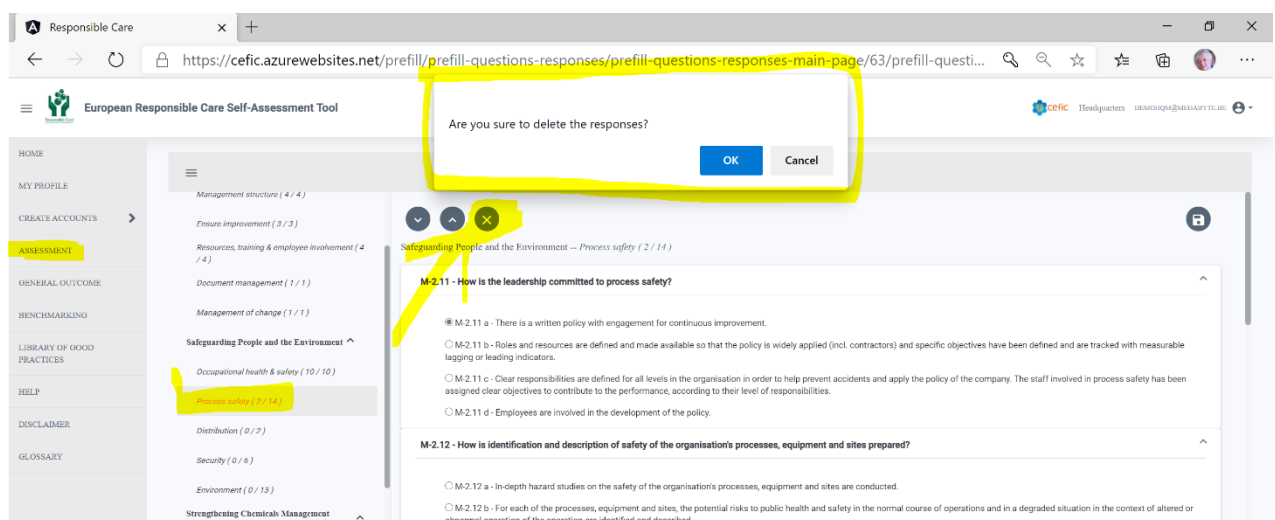 Responsible Care
https://cefic.azurewebsites.net/prefill/prefill-questions-responses/prefill-questions-responses-main-page/63/prefill-questi...
European Responsible Care Self-Assessment Tool
cefic Headquarters DEMOHQM@MEGABYTE.BE
Are you sure to delete the responses?
OK Cancel
HOME
MY PROFILE
CREATE ACCOUNTS
ASSESSMENT
GENERAL OUTCOME
BENCHMARKING
LIBRARY OF GOOD
PRACTICES
HELP
DISCLAIMER
GLOSSARY
Management structure ( 4 / 4 )
Ensure improvement ( 3 / 3 )
Resources, training & employee involvement ( 4
/ 4 )
Document management ( 1 / 1 )
Management of change ( 1 / 1 )
Safeguarding People and the Environment
Occupational health & safety ( 10 / 10 )
Process safety ( 2 / 14 )
Distribution ( 0 / 2 )
Security ( 0 / 6 )
Environment ( 0 / 13 )
Strengthening Chemicals Management
Safeguarding People and the Environment -- Process safety ( 2 / 14 )
M-2.11 - How is the leadership committed to process safety?
M-2.11 a - There is a written policy with engagement for continuous improvement.
M-2.11 b - Roles and resources are defined and made available so that the policy is widely applied (incl. contractors) and specific objectives have been defined and are tracked with measurable
lagging or leading indicators.
M-2.11 c - Clear responsibilities are defined for all levels in the organisation in order to help prevent accidents and apply the policy of the company. The staff involved in process safety has been
assigned clear objectives to contribute to the performance, according to their level of responsibilities.
M-2.11 d - Employees are involved in the development of the policy.
M-2.12 - How is identification and description of safety of the organisation's processes, equipment and sites prepared?
M-2.12 a - In-depth hazard studies on the safety of the organisation's processes, equipment and sites are conducted.
M-2.12 b - For each of the processes, equipment and sites, the potential risks to public health and safety in the normal course of operations and in a degraded situation in the context of altered or
abnormal operation of the operation are identified and described.